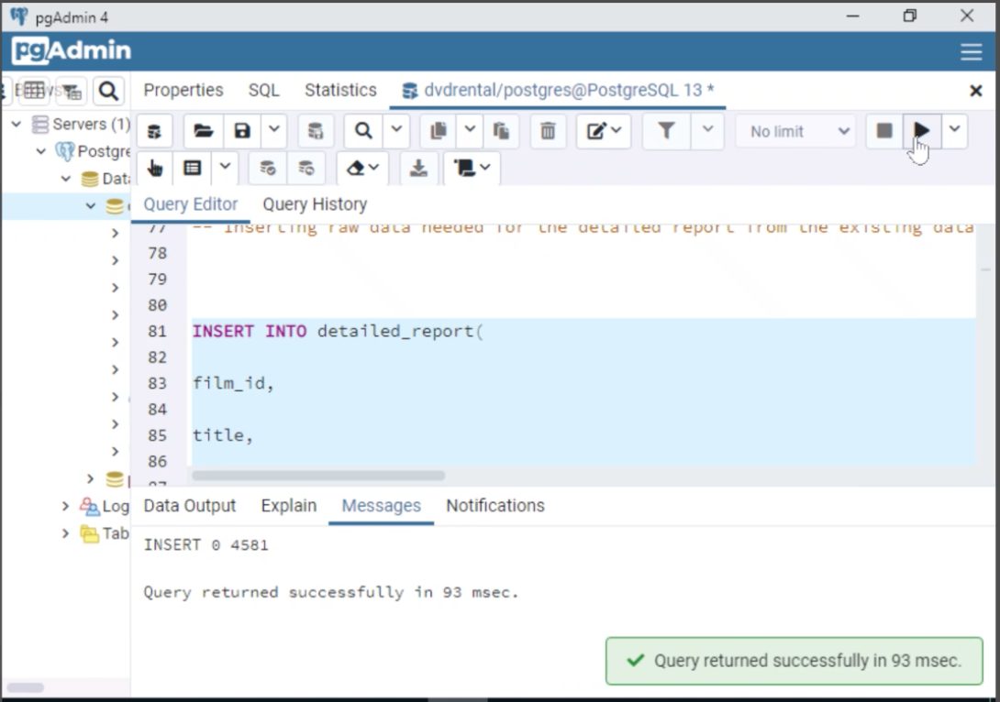 pgAdmin 4
pgAdmin
Properties SQL Statistics dvdrental/postgres@PostgreSQL 13 *
Servers (1)
No limit
Postgre
Data
Query Editor Query History
77 -- Inserting raw data needed for the detailed report from the existing data
78
79
80
81 INSERT INTO detailed_report(
82
83 film_id,
84
85 title,
86
87
Log
Tab
Data Output Explain Messages Notifications
INSERT 0 4581
Query returned successfully in 93 msec.
Query returned successfully in 93 msec.